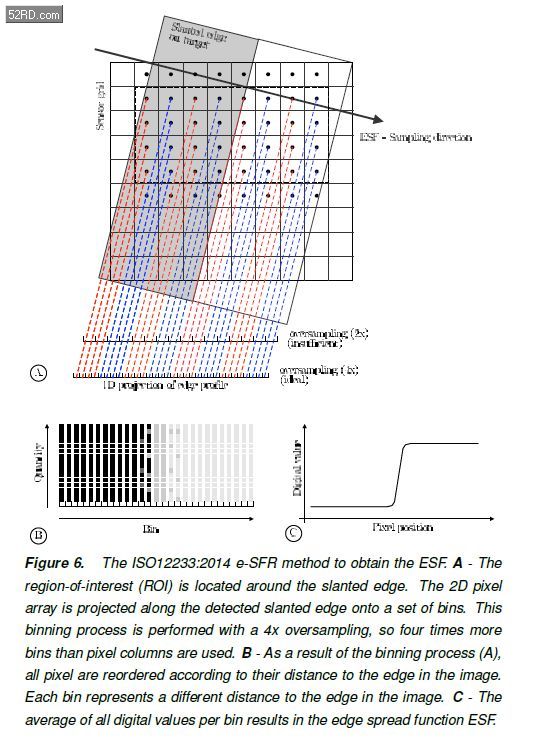 52RD.com
Slanted edge
on target
Sensor grid
ESF - Sampling direction
oversampling (2x)
(insufficient)
oversampling (4x)
(ideal)
1D projection of edge profile
A
Quantity
Bin
B
Digital value
Pixel position
C
Figure 6. The ISO12233:2014 e-SFR method to obtain the ESF. A - The
region-of-interest (ROI) is located around the slanted edge. The 2D pixel
array is projected along the detected slanted edge onto a set of bins. This
binning process is performed with a 4x oversampling, so four times more
bins than pixel columns are used. B - As a result of the binning process (A),
all pixel are reordered according to their distance to the edge in the image.
Each bin represents a different distance to the edge in the image. C - The
average of all digital values per bin results in the edge spread function ESF.